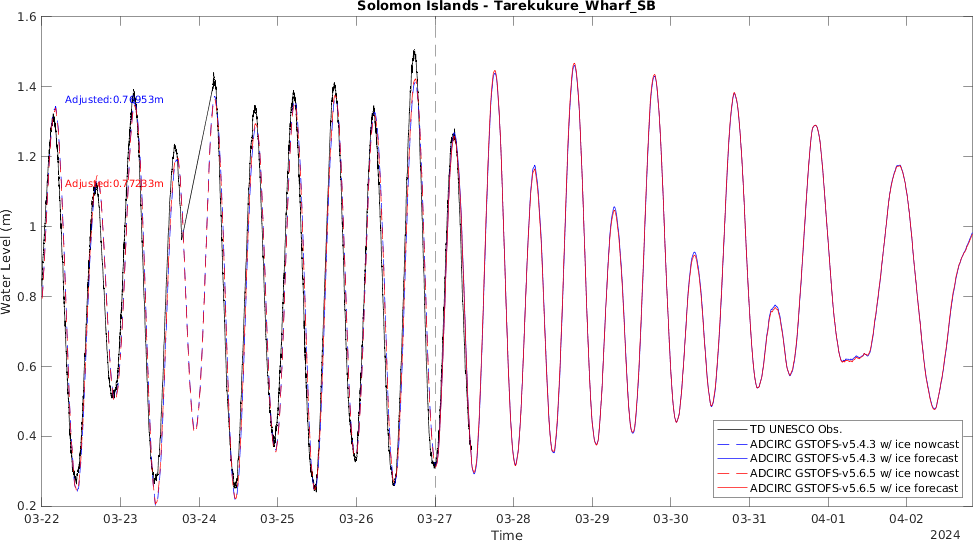 Solomon Islands - Tarekukure_Wharf_SB
1.6
1.4
1.2
1
0.8
0.6
0.4
0.2
Water Level (m)
Adjusted:0.76953m
Adjusted:0.77233m
TD UNESCO Obs.
ADCIRC GSTOFS-v5.4.3 w/ ice nowcast
ADCIRC GSTOFS-v5.4.3 w/ ice forecast
ADCIRC GSTOFS-v5.6.5 w/ ice nowcast
ADCIRC GSTOFS-v5.6.5 w/ ice forecast
03-22 03-23 03-24 03-25 03-26 03-27 03-28 03-29 03-30 03-31 04-01 04-02
Time
2024